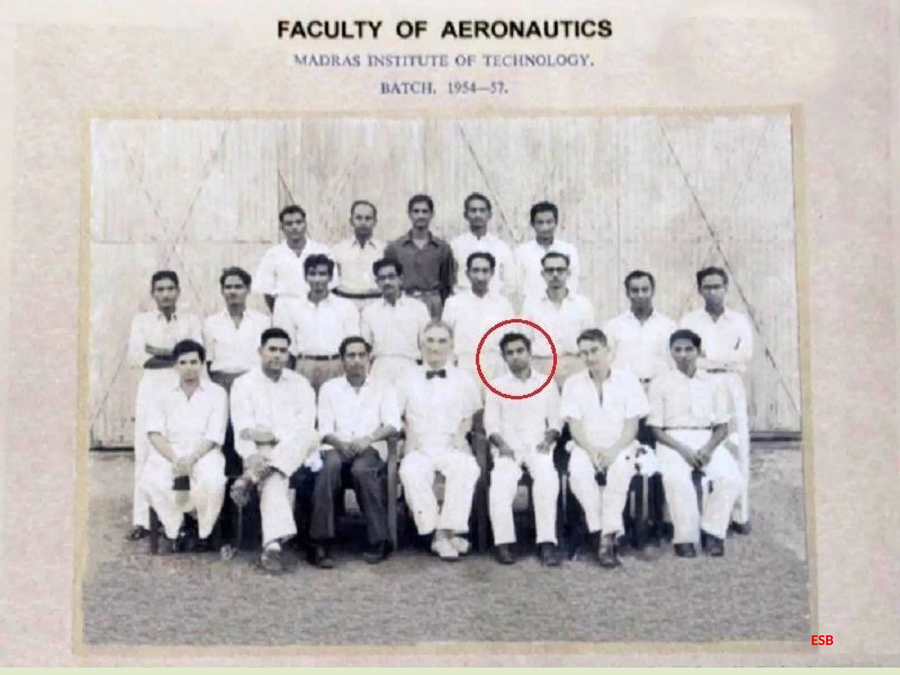 FACULTY OF AERONAUTICS
MADRAS INSTITUTE OF TECHNOLOGY.
BATCH. 1954—57.
ESB